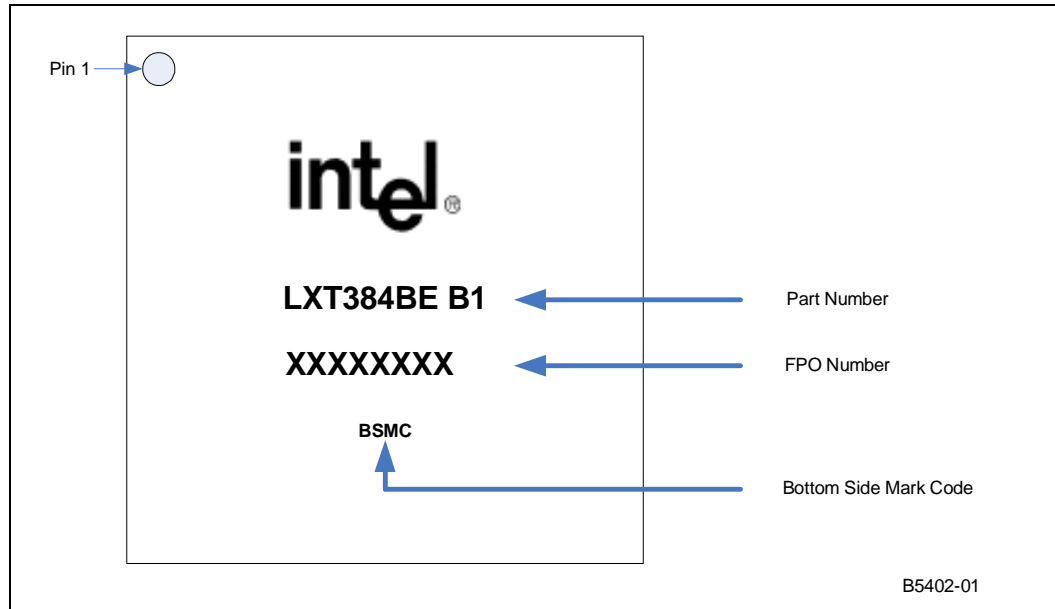 Pin 1
intel®
LXT384BE B1
Part Number
XXXXXXXX
FPO Number
BSMC
Bottom Side Mark Code
B5402-01